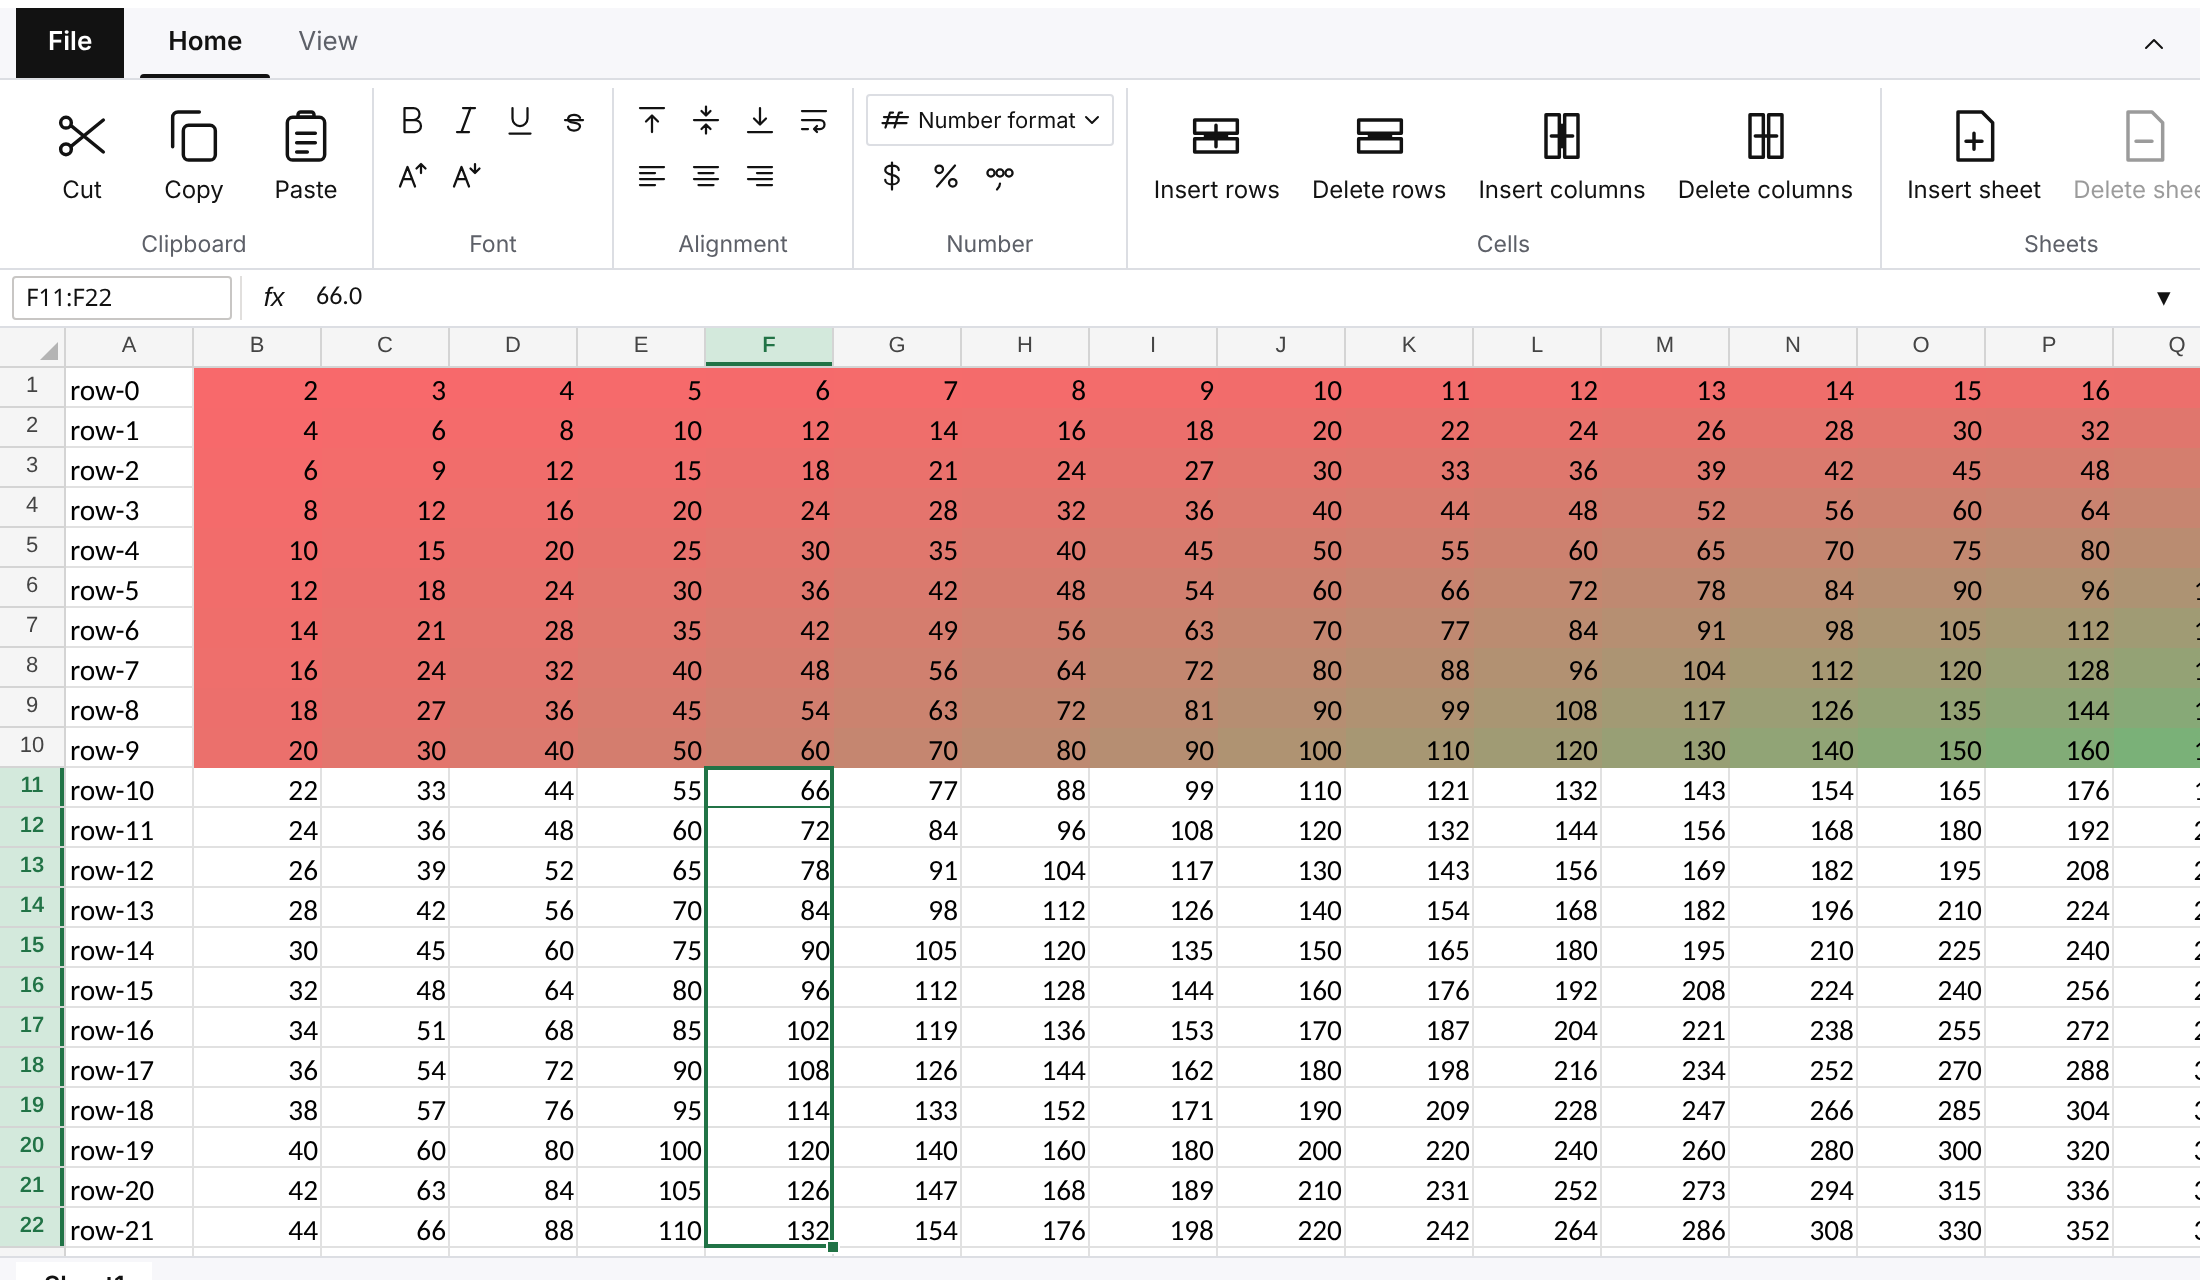 File Home View
Cut Copy Paste
Clipboard
B I U S
A A
Font
Alignment
Number format
$ %
Number
Insert rows Delete rows Insert columns Delete columns
Cells
Insert sheet Delete shee
Sheets
F11:F22 fx 66.0
A B C D E F G H I J K L M N O P Q
1 row-0 2 3 4 5 6 7 8 9 10 11 12 13 14 15 16
2 row-1 4 6 8 10 12 14 16 18 20 22 24 26 28 30 32
3 row-2 6 9 12 15 18 21 24 27 30 33 36 39 42 45 48
4 row-3 8 12 16 20 24 28 32 36 40 44 48 52 56 60 64
5 row-4 10 15 20 25 30 35 40 45 50 55 60 65 70 75 80
6 row-5 12 18 24 30 36 42 48 54 60 66 72 78 84 90 96
7 row-6 14 21 28 35 42 49 56 63 70 77 84 91 98 105 112
8 row-7 16 24 32 40 48 56 64 72 80 88 96 104 112 120 128
9 row-8 18 27 36 45 54 63 72 81 90 99 108 117 126 135 144
10 row-9 20 30 40 50 60 70 80 90 100 110 120 130 140 150 160
11 row-10 22 33 44 55 66 77 88 99 110 121 132 143 154 165 176
12 row-11 24 36 48 60 72 84 96 108 120 132 144 156 168 180 192
13 row-12 26 39 52 65 78 91 104 117 130 143 156 169 182 195 208
14 row-13 28 42 56 70 84 98 112 126 140 154 168 182 196 210 224
15 row-14 30 45 60 75 90 105 120 135 150 165 180 195 210 225 240
16 row-15 32 48 64 80 96 112 128 144 160 176 192 208 224 240 256
17 row-16 34 51 68 85 102 119 136 153 170 187 204 221 238 255 272
18 row-17 36 54 72 90 108 126 144 162 180 198 216 234 252 270 288
19 row-18 38 57 76 95 114 133 152 171 190 209 228 247 266 285 304
20 row-19 40 60 80 100 120 140 160 180 200 220 240 260 280 300 320
21 row-20 42 63 84 105 126 147 168 189 210 231 252 273 294 315 336
22 row-21 44 66 88 110 132 154 176 198 220 242 264 286 308 330 352